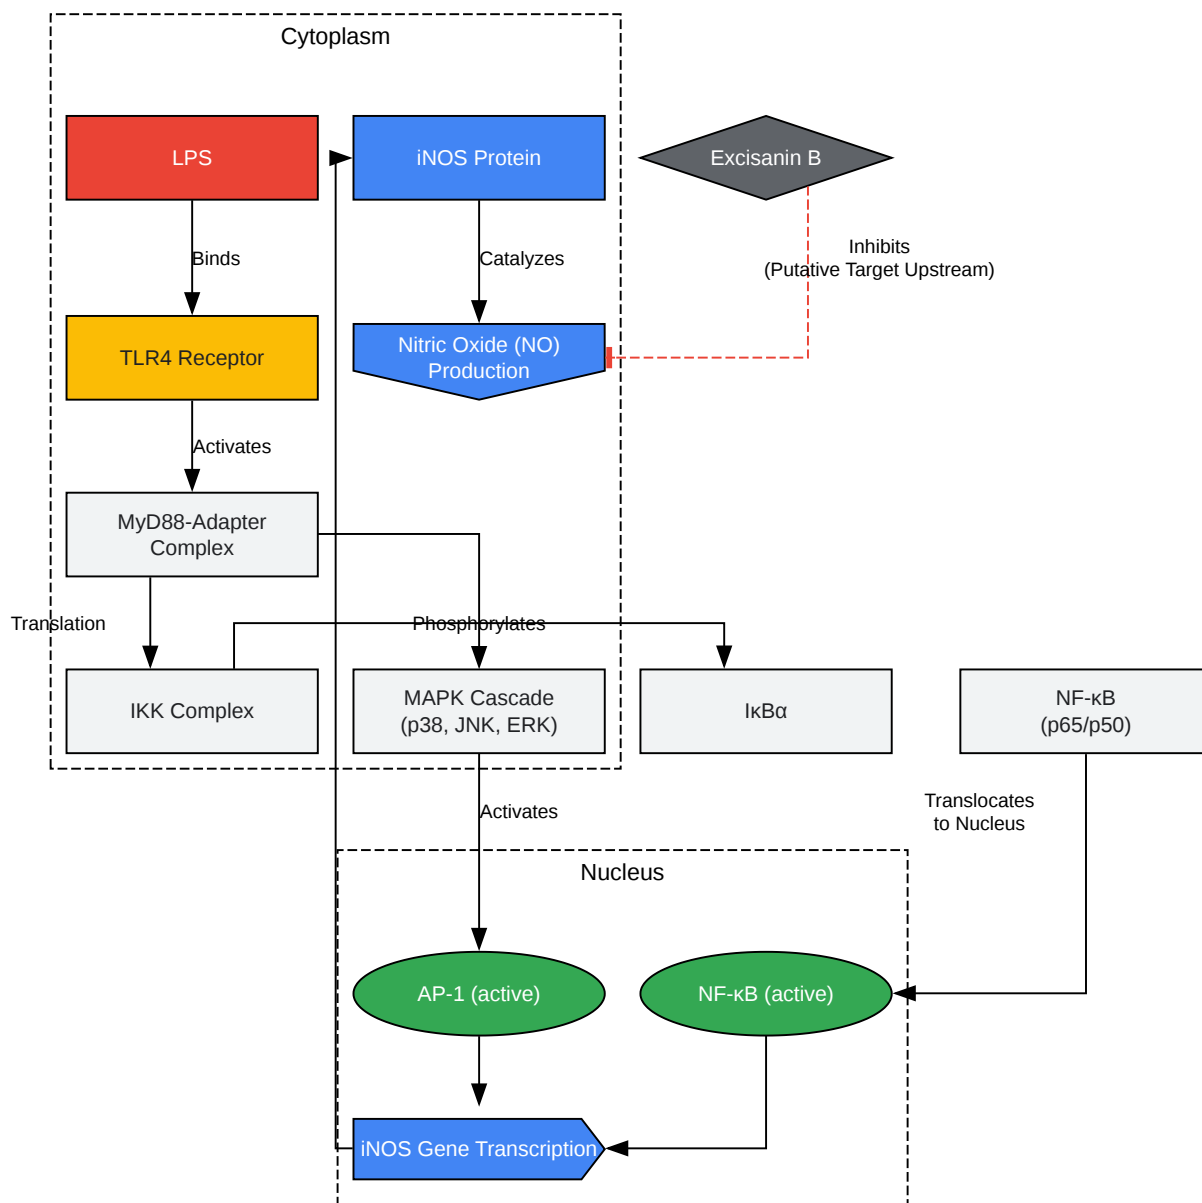 Cytoplasm
LPS
iNOS Protein
Excisanin B
Binds
Catalyzes
Inhibits
(Putative Target Upstream)
TLR4 Receptor
Nitric Oxide (NO)
Production
Activates
MyD88-Adapter
Complex
Translation
Phosphorylates
IKK Complex
MAPK Cascade
(p38, JNK, ERK)
IκBα
NF-κB
(p65/p50)
Activates
Translocates
to Nucleus
Nucleus
AP-1 (active)
NF-κB (active)
iNOS Gene Transcription